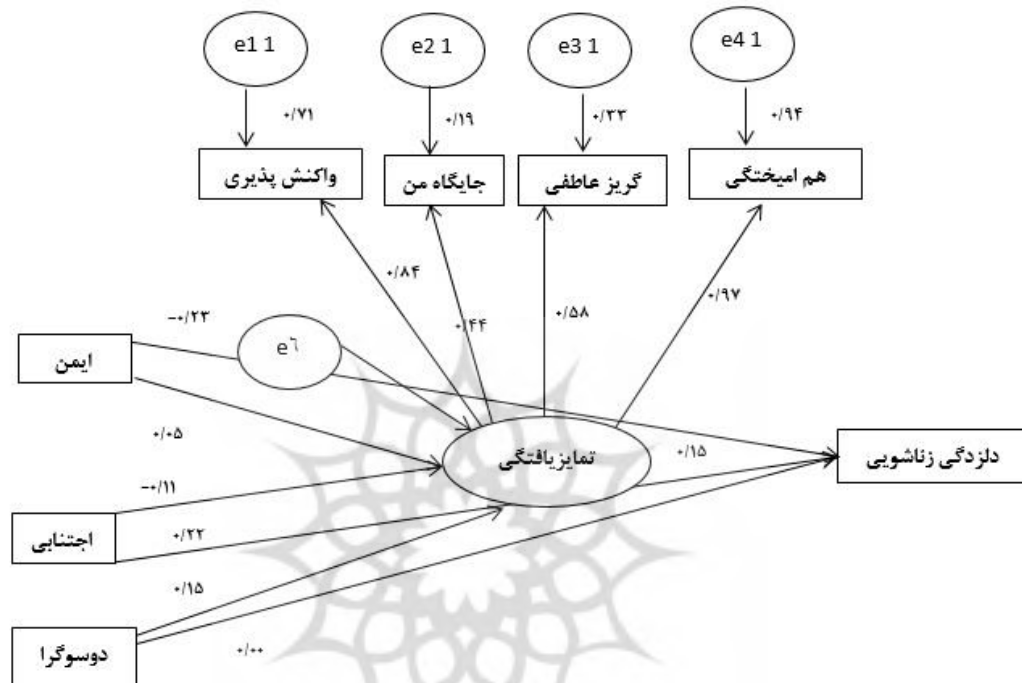 e1 1
e2 1
e3 1
e4 1
۰/۷۱
۰/۱۹
۰/۳۳
۰/۹۴
واکنش پذیری
جایگاه من
گریز عاطفی
هم امیختگی
۰/۸۴
۰/۴۴
۰/۵۸
۰/۹۷
-۰/۲۳
e٦
ایمن
۰/۰۵
تمایزیافتگی
۰/۱۵
دلزدگی زناشویی
-۰/۱۱
اجتنابی
۰/۲۲
۰/۱۵
دوسوگرا
۰/۰۰